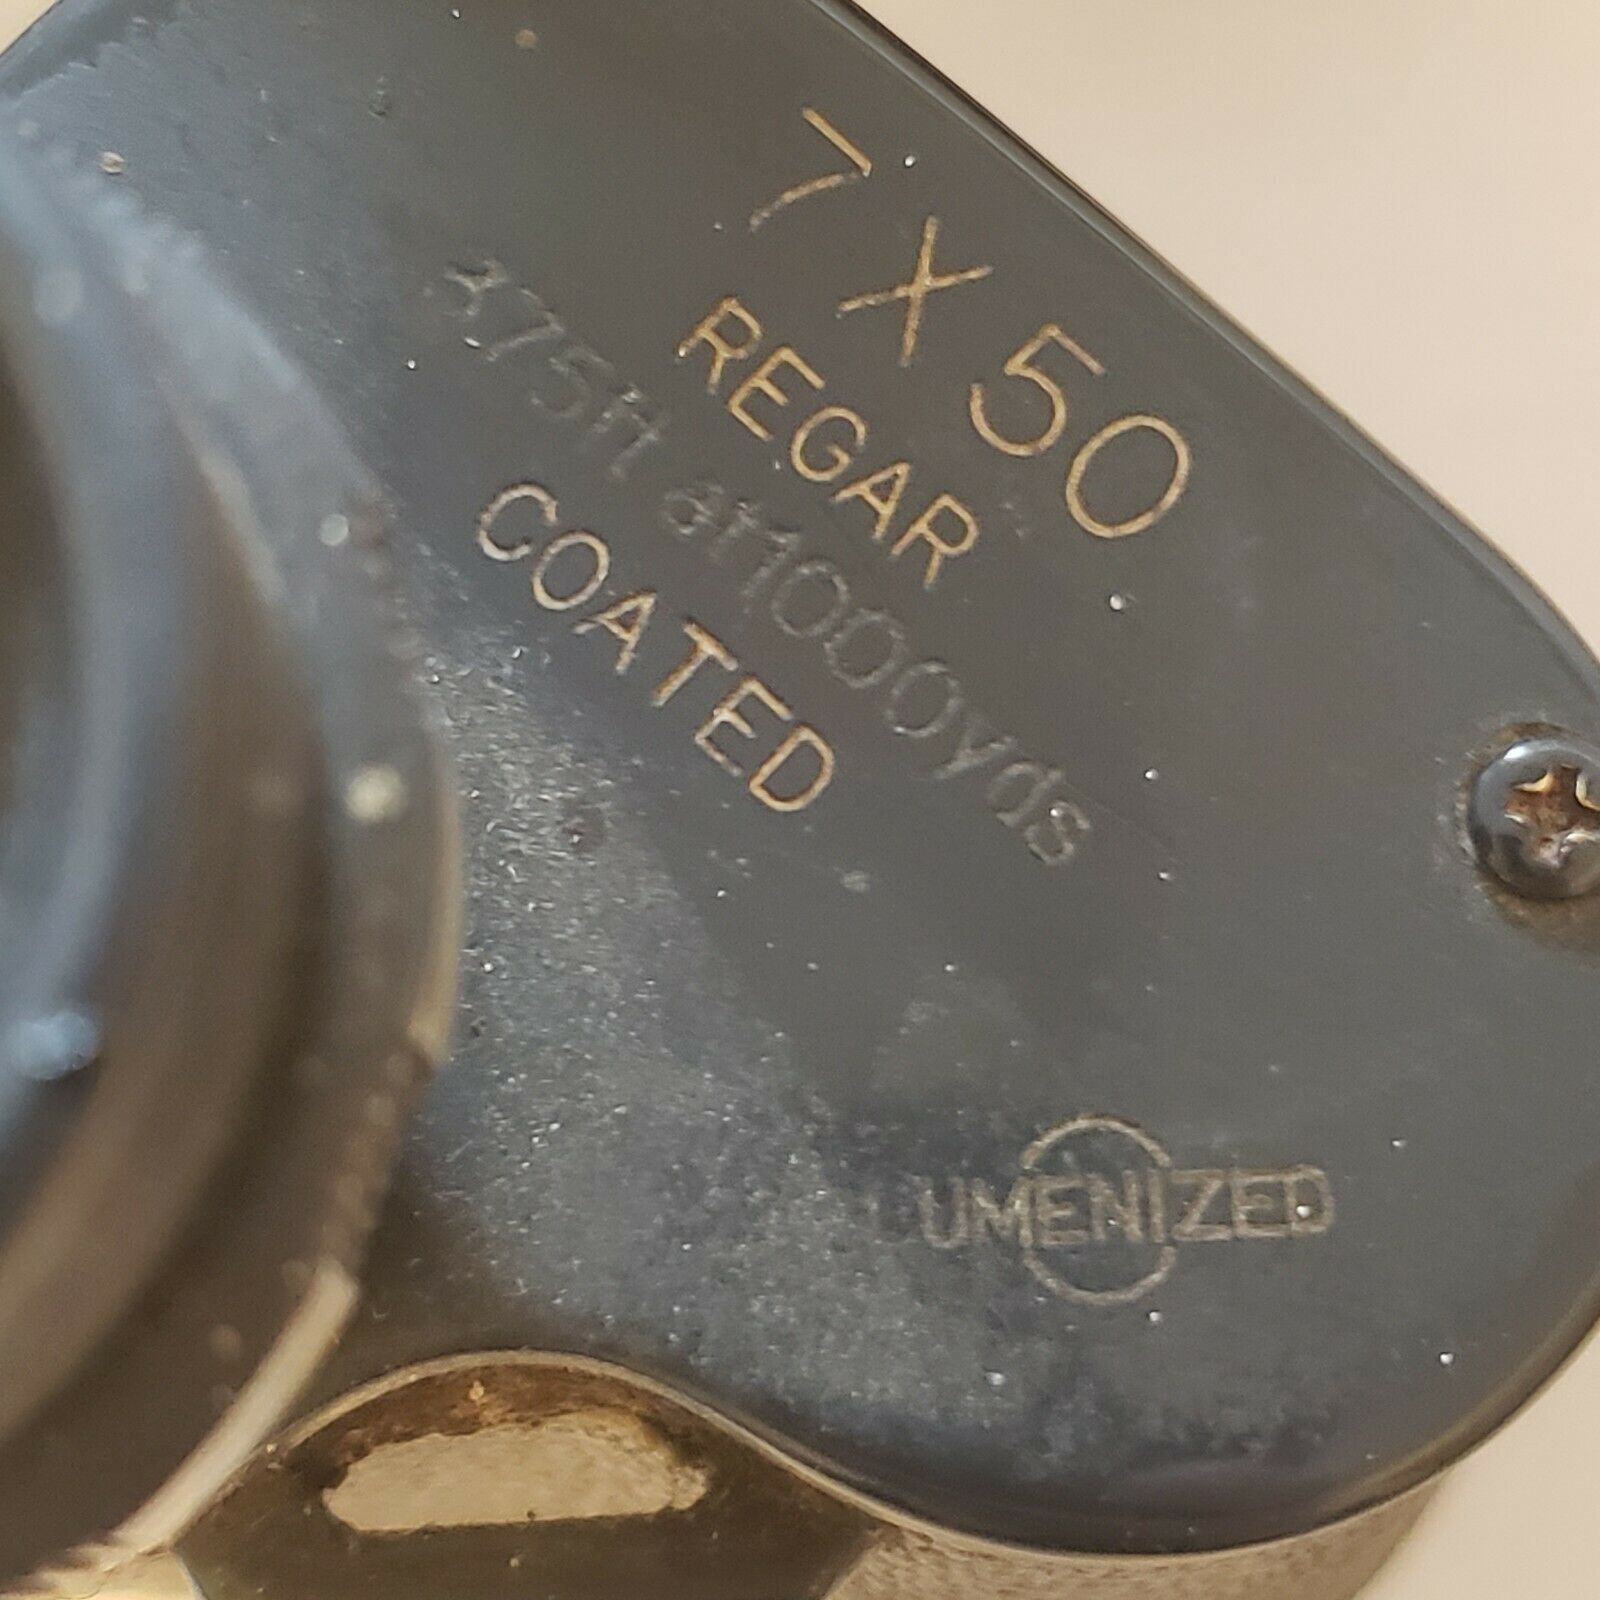 7 X 50
REGAR
375ft at 1000yds
COATED
LUMENIZED